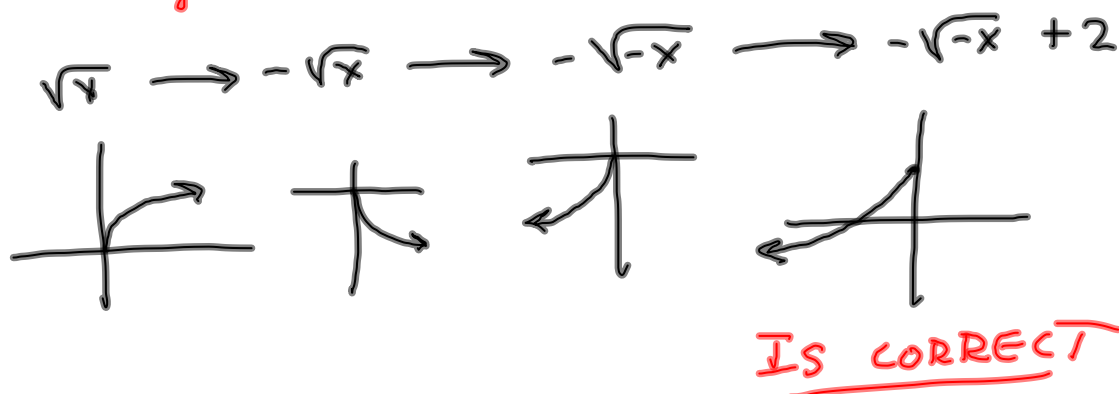 √x → -√x → -√-x → -√-x + 2
IS CORRECT